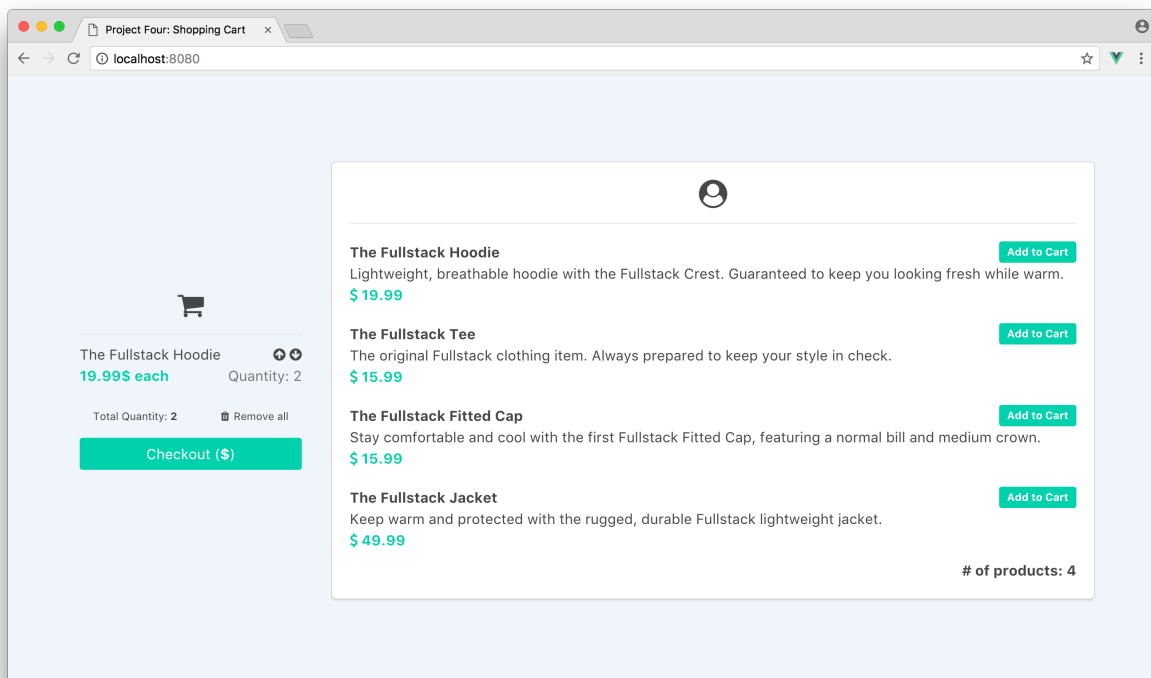 Project Four: Shopping Cart
localhost:8080
The Fullstack Hoodie
19.99$ each
Quantity: 2
Total Quantity: 2
Remove all
Checkout ($)
The Fullstack Hoodie
Add to Cart
Lightweight, breathable hoodie with the Fullstack Crest. Guaranteed to keep you looking fresh while warm.
$ 19.99
The Fullstack Tee
Add to Cart
The original Fullstack clothing item. Always prepared to keep your style in check.
$ 15.99
The Fullstack Fitted Cap
Add to Cart
Stay comfortable and cool with the first Fullstack Fitted Cap, featuring a normal bill and medium crown.
$ 15.99
The Fullstack Jacket
Add to Cart
Keep warm and protected with the rugged, durable Fullstack lightweight jacket.
$ 49.99
# of products: 4